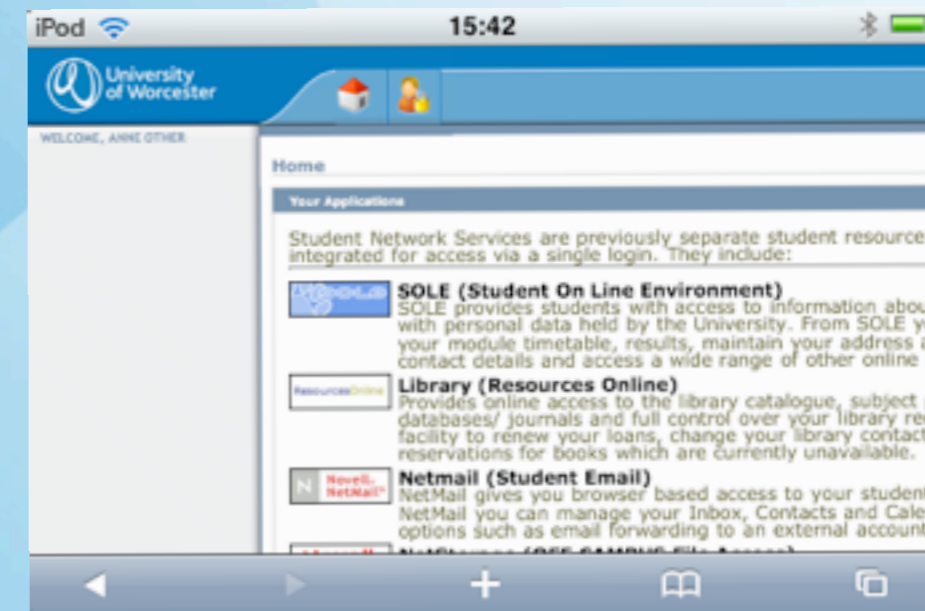 iPod 15:42
University
of Worcester
WELCOME, ANNE OTHER
Home
Your Applications
Student Network Services are previously separate student resource
integrated for access via a single login. They include:
SOLE
SOLE (Student On Line Environment)
SOLE provides students with access to information abou
with personal data held by the University. From SOLE y
your module timetable, results, maintain your address a
contact details and access a wide range of other online
ResourcesOnline
Library (Resources Online)
Provides online access to the library catalogue, subject
databases/ journals and full control over your library re
facility to renew your loans, change your library contact
reservations for books which are currently unavailable.
N Novell.
NetMail™
Netmail (Student Email)
NetMail gives you browser based access to your student
NetMail you can manage your Inbox, Contacts and Cale
options such as email forwarding to an external account